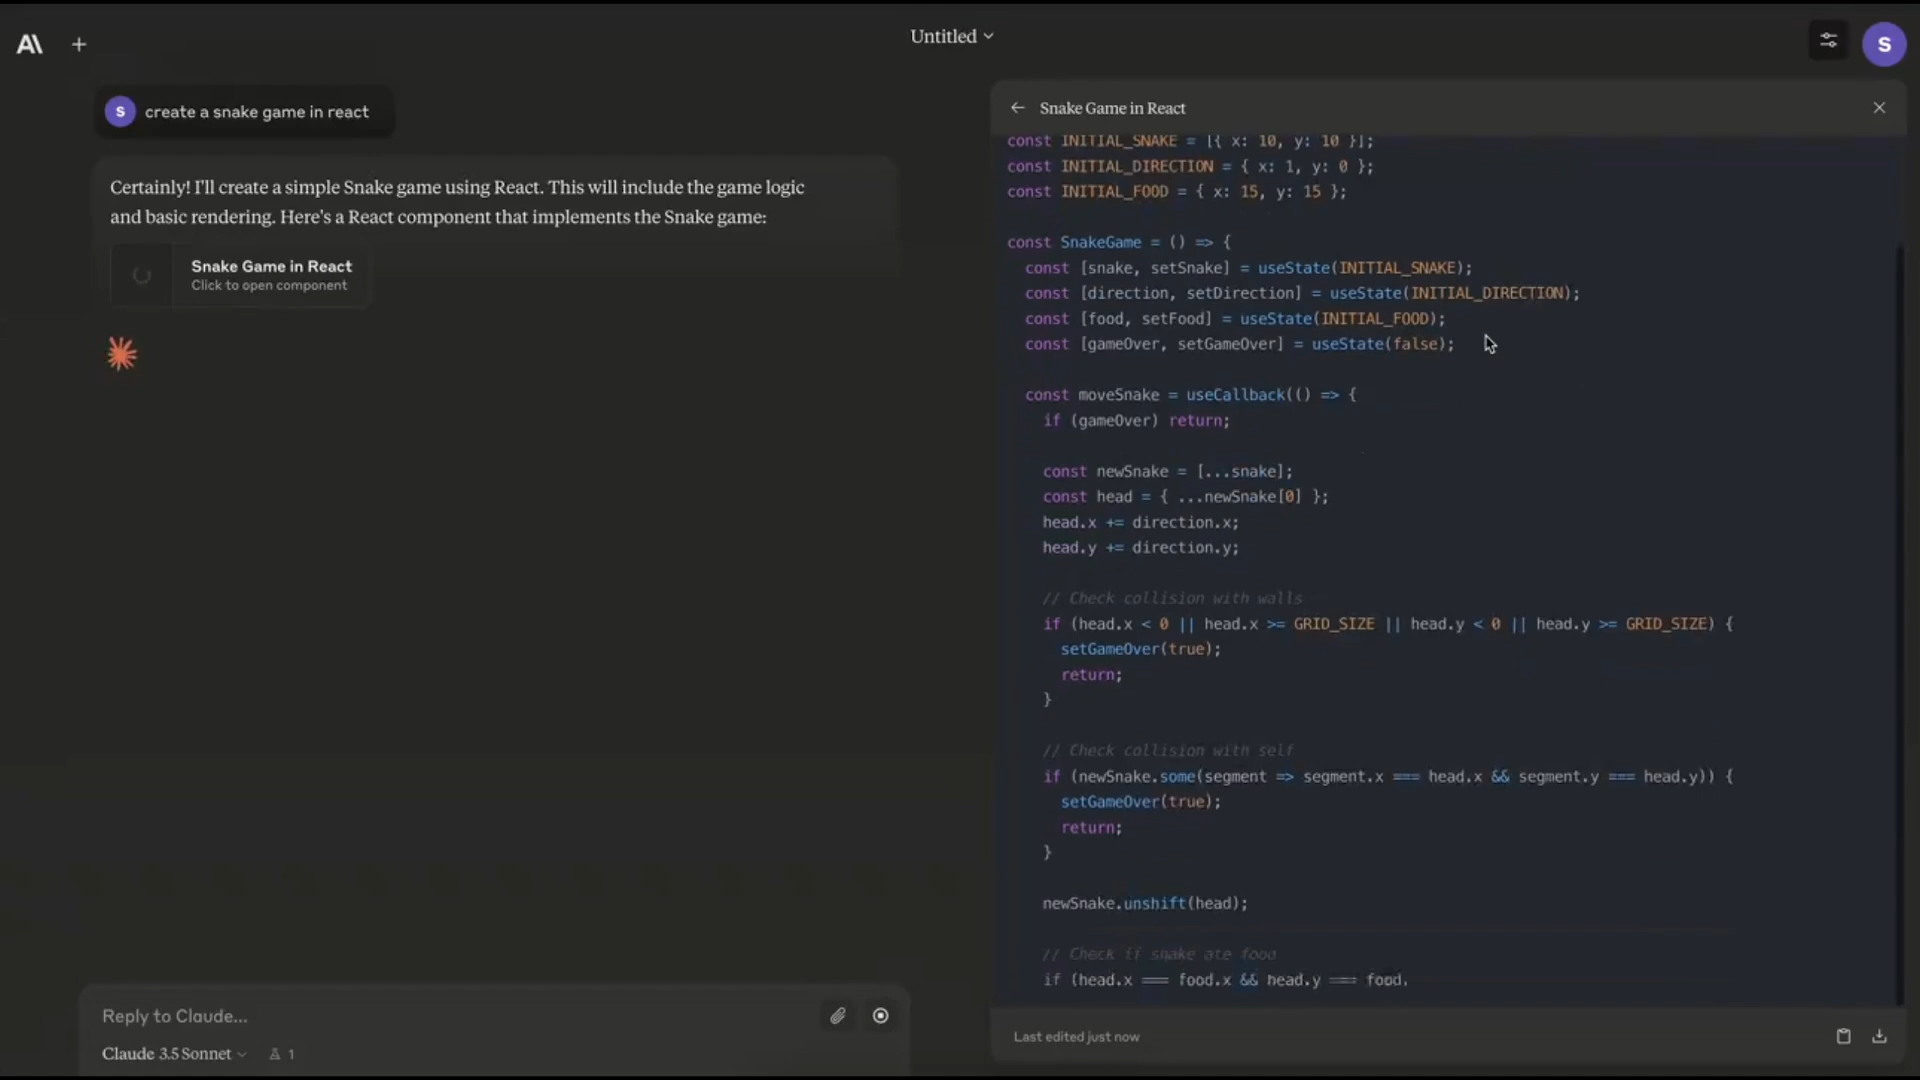 Untitled
S
S
create a snake game in react
Certainly! I'll create a simple Snake game using React. This will include the game logic
and basic rendering. Here's a React component that implements the Snake game:
Snake Game in React
Click to open component
Reply to Claude...
Claude 3.5 Sonnet
1
Snake Game in React
const INITIAL_SNAKE = [{ x: 10, y: 10 }];
const INITIAL_DIRECTION = { x: 1, y: 0 };
const INITIAL_FOOD = { x: 15, y: 15 };
const SnakeGame = () => {
const [snake, setSnake] = useState(INITIAL_SNAKE);
const [direction, setDirection] = useState(INITIAL_DIRECTION);
const [food, setFood] = useState(INITIAL_FOOD);
const [gameOver, setGameOver] = useState(false);
const moveSnake = useCallback(() => {
if (gameOver) return;
const newSnake = [...snake];
const head = { ...newSnake[0] };
head.x += direction.x;
head.y += direction.y;
// Check collision with walls
if (head.x < 0 || head.x >= GRID_SIZE || head.y < 0 || head.y >= GRID_SIZE) {
setGameOver(true);
return;
}
// Check collision with self
if (newSnake.some(segment => segment.x === head.x && segment.y === head.y)) {
setGameOver(true);
return;
}
newSnake.unshift(head);
// Check if snake ate food
if (head.x === food.x && head.y === food.
Last edited just now